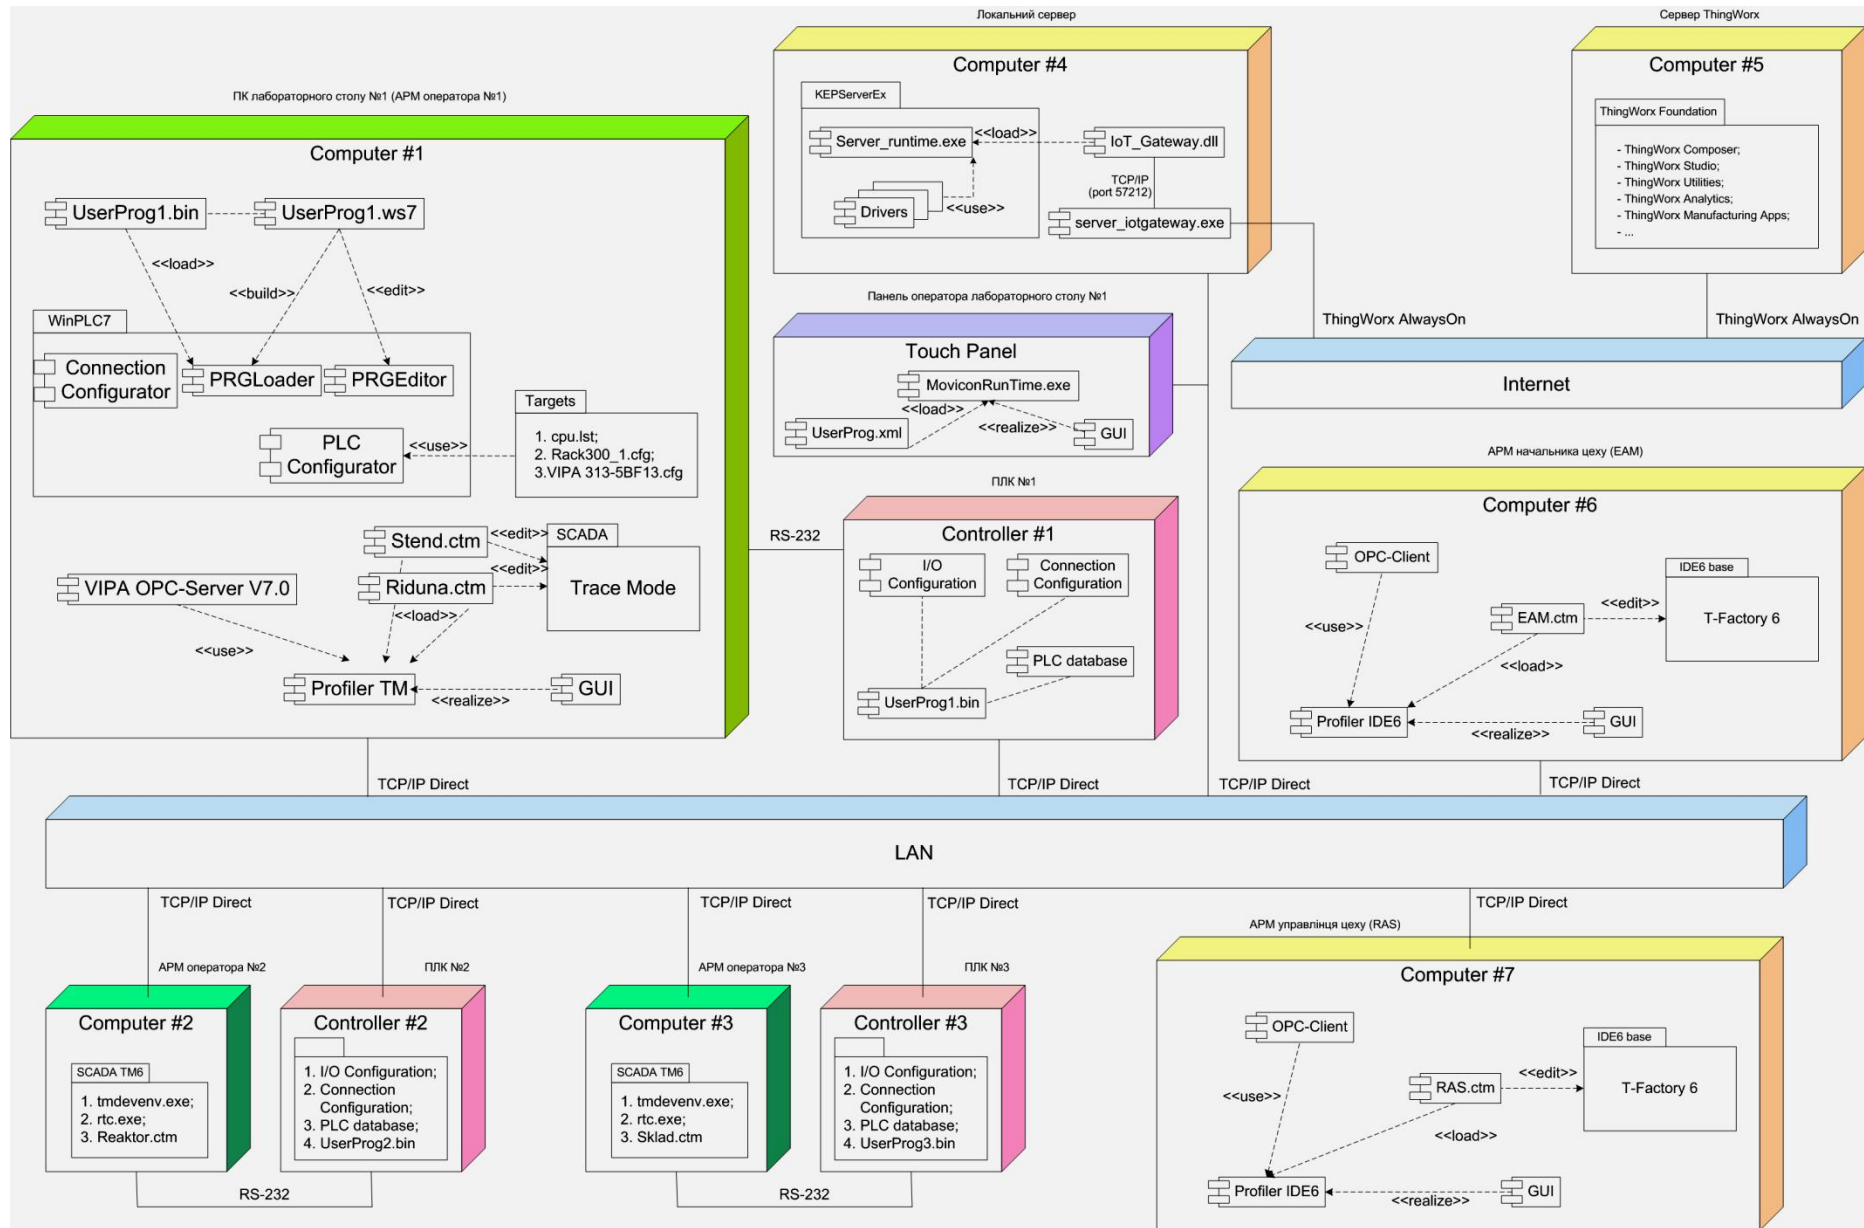 Локальний сервер
Сервер ThingWorx
Computer #4
KEPServerEx
Server_runtime.exe
<<load>>
IoT_Gateway.dll
Drivers
<<use>>
TCP/IP
(port 57212)
server_iotgateway.exe
Computer #5
ThingWorx Foundation
- ThingWorx Composer;
- ThingWorx Studio;
- ThingWorx Utilities;
- ThingWorx Analytics;
- ThingWorx Manufacturing Apps;
- ...
ПК лабораторного столу №1 (АРМ оператора №1)
Computer #1
UserProg1.bin
UserProg1.ws7
<<load>>
<<build>>
<<edit>>
WinPLC7
Connection
Configurator
PRGLoader
PRGEditor
PLC
Configurator
<<use>>
Targets
1. cpu.lst;
2. Rack300_1.cfg;
3.VIPA 313-5BF13.cfg
Stend.ctm
<<edit>>
SCADA
<<edit>>
Trace Mode
VIPA OPC-Server V7.0
Riduna.ctm
<<load>>
<<use>>
Profiler TM
<<realize>>
GUI
Панель оператора лабораторного столу №1
Touch Panel
MoviconRunTime.exe
<<load>>
UserProg.xml
<<realize>>
GUI
ThingWorx AlwaysOn
ThingWorx AlwaysOn
Internet
ПЛК №1
RS-232
Controller #1
I/O
Configuration
Connection
Configuration
PLC database
UserProg1.bin
АРМ начальника цеху (EAM)
Computer #6
OPC-Client
IDE6 base
<<edit>>
T-Factory 6
EAM.ctm
<<use>>
<<load>>
Profiler IDE6
<<realize>>
GUI
TCP/IP Direct
TCP/IP Direct
TCP/IP Direct
TCP/IP Direct
LAN
TCP/IP Direct
TCP/IP Direct
TCP/IP Direct
TCP/IP Direct
TCP/IP Direct
АРМ оператора №2
ПЛК №2
АРМ оператора №3
ПЛК №3
АРМ управлінця цеху (RAS)
Computer #2
SCADA TM6
1. tmdevenv.exe;
2. rtc.exe;
3. Reaktor.ctm
Controller #2
1. I/O Configuration;
2. Connection
Configuration;
3. PLC database;
4. UserProg2.bin
RS-232
Computer #3
SCADA TM6
1. tmdevenv.exe;
2. rtc.exe;
3. Sklad.ctm
Controller #3
1. I/O Configuration;
2. Connection
Configuration;
3. PLC database;
4. UserProg3.bin
RS-232
Computer #7
OPC-Client
IDE6 base
<<edit>>
T-Factory 6
RAS.ctm
<<use>>
<<load>>
Profiler IDE6
<<realize>>
GUI